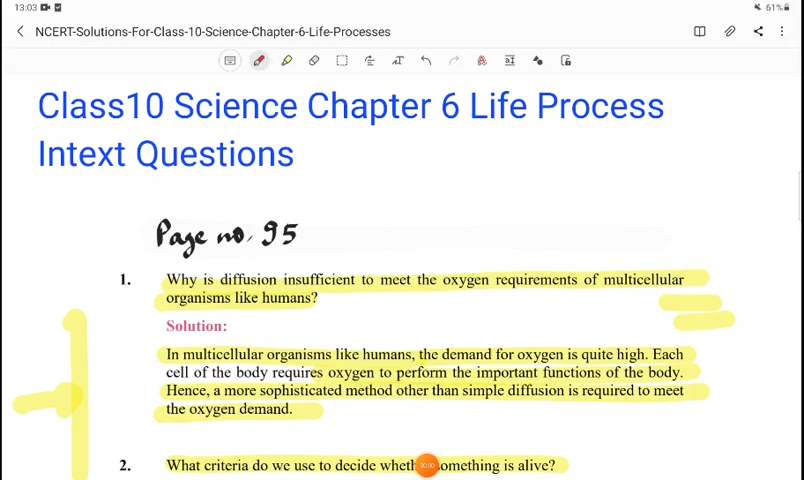 13:03
61%
NCERT-Solutions-For-Class-10-Science-Chapter-6-Life-Processes
Class10 Science Chapter 6 Life Process
Intext Questions
Page no. 95
1. Why is diffusion insufficient to meet the oxygen requirements of multicellular
organisms like humans?
Solution:
In multicellular organisms like humans, the demand for oxygen is quite high. Each
cell of the body requires oxygen to perform the important functions of the body.
Hence, a more sophisticated method other than simple diffusion is required to meet
the oxygen demand.
2. What criteria do we use to decide something is alive?
00:00